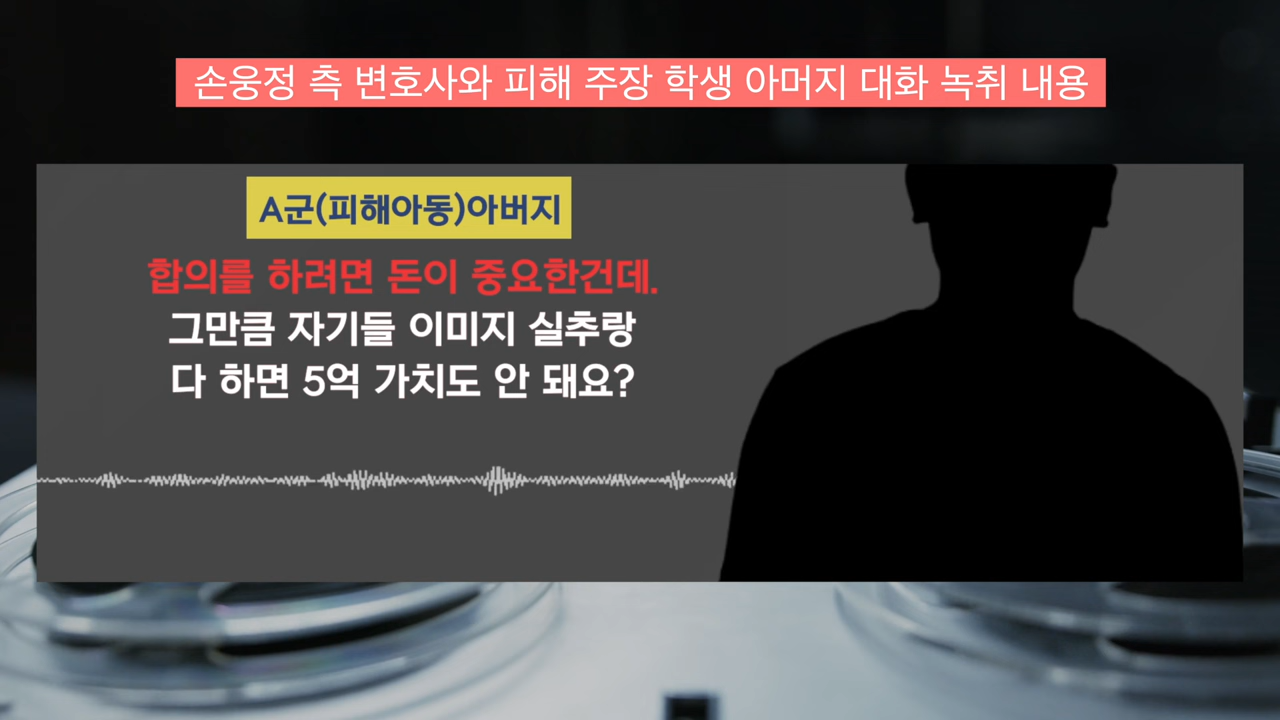 손웅정 측 변호사와 피해 주장 학생 아머지 대화 녹취 내용
A군(피해아동)아버지
합의를 하려면 돈이 중요한건데.
그만큼 자기들 이미지 실추랑
다 하면 5억 가치도 안 돼요?